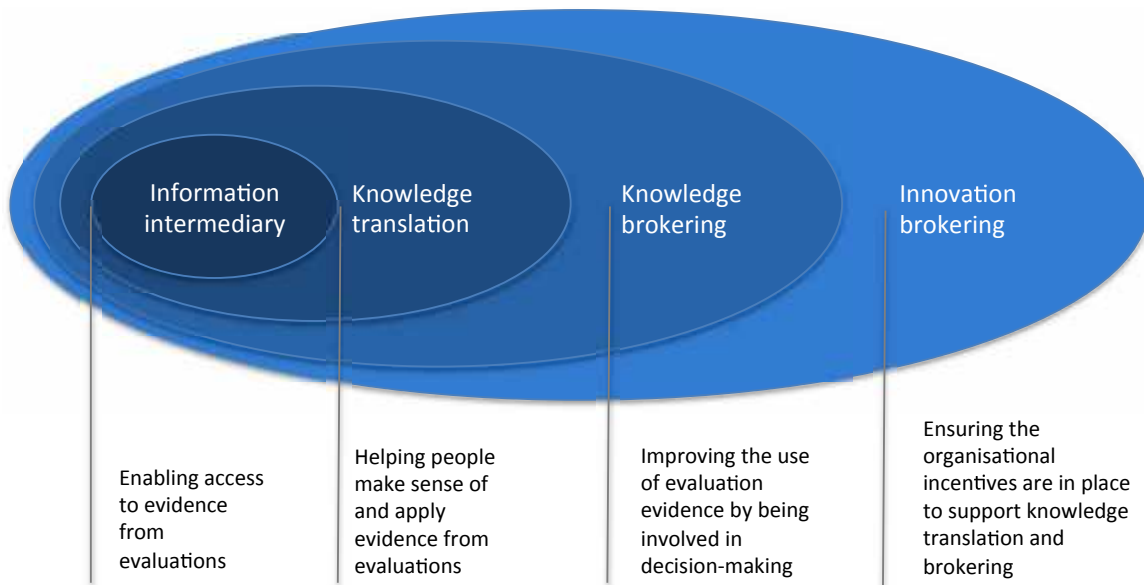 Information
intermediary
Knowledge
translation
Knowledge
brokering
Innovation
brokering
Enabling access
to evidence
from
evaluations
Helping people
make sense of
and apply
evidence from
evaluations
Improving the use
of evaluation
evidence by being
involved in
decision-making
Ensuring the
organisational
incentives are in place
to support knowledge
translation and
brokering